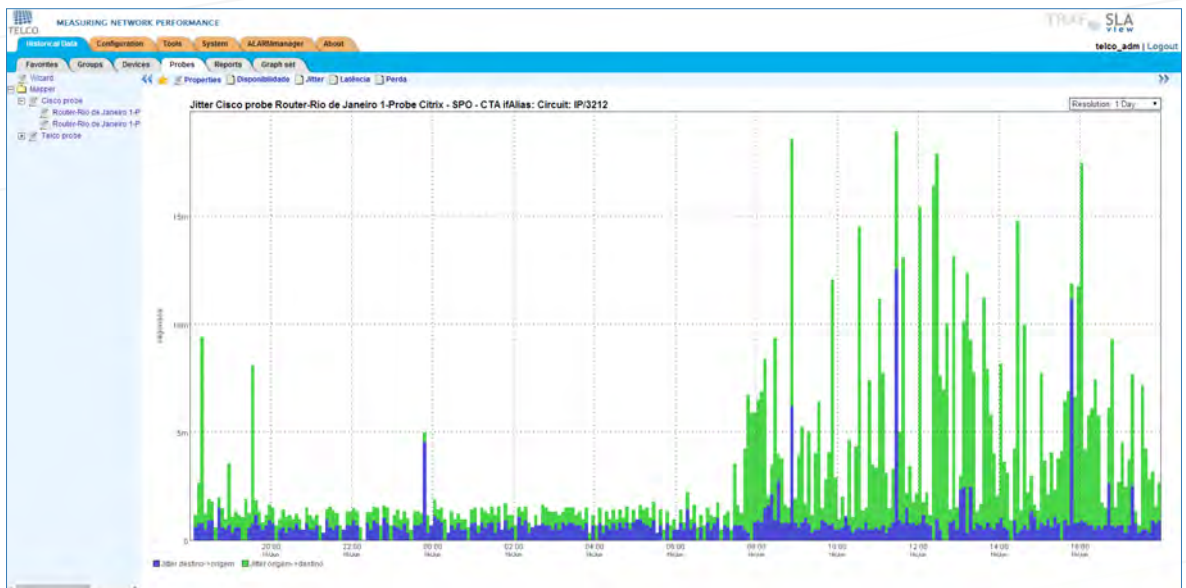 TELCO
MEASURING NETWORK PERFORMANCE
SLA
view
Historical Data Configuration Tools System ALARMmanager About
telco_adm | Logout
Favorites Groups Devices Probes Reports Graph set
Wizard
Mapper
Cisco probe
Router-Rio de Janeiro 1-P
Router-Rio de Janeiro 1-P
Telco probe
Properties Disponibilidade Jitter Latência Perda
Jitter Cisco probe Router-Rio de Janeiro 1-Probe Citrix - SPO - CTA ifAlias: Circuit: IP/3212
Resolution: 1 Day
15m
10m
5m
0
20:00 22:00 00:00 02:00 04:00 06:00 08:00 10:00 12:00 14:00 16:00
Jitter destino->origem Jitter origem->destino